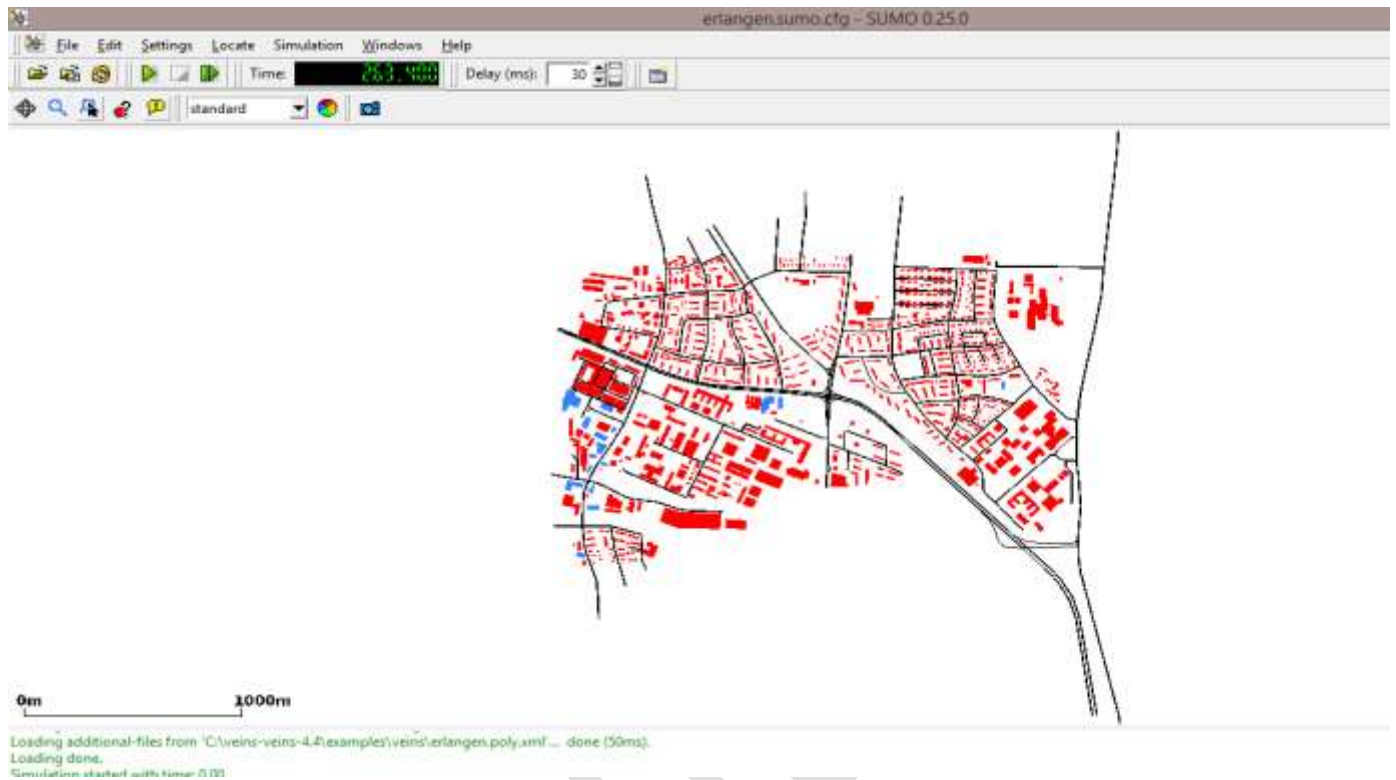 erlangen.sumo.cfg – SUMO 0.25.0
File Edit Settings Locate Simulation Windows Help
Time: 263.400 Delay (ms): 30
standard
0m 1000m
Loading additional-files from 'C:\veins-veins-4.4\examples\veins\erlangen.poly.xml'... done (50ms).
Loading done.
Simulation started with time: 0.00